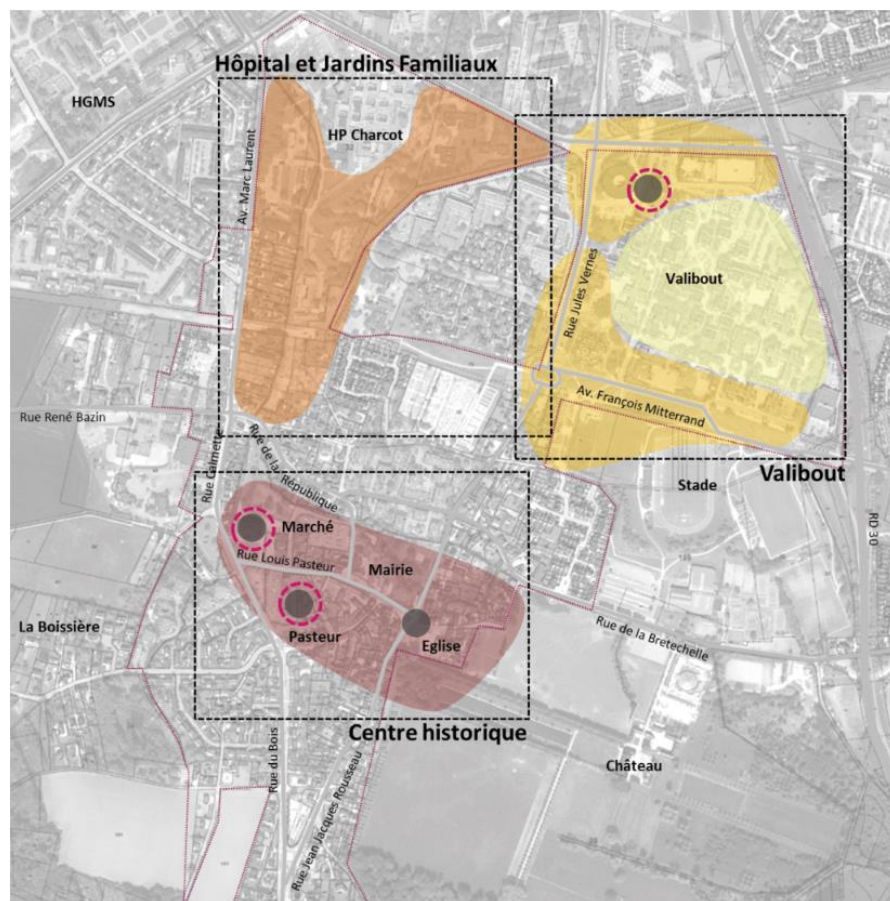 Hôpital et Jardins Familiaux
HGMS
HP Charcot
Av. Marc Laurent
Valibout
Rue Jules Vernes
Av. François Mitterrand
Rue René Bazin
Rue Calmette
Rue de la République
Valibout
Stade
RD 30
Marché
Rue Louis Pasteur
Mairie
La Boissière
Pasteur
Eglise
Rue de la Bretechelle
Centre historique
Rue du Bois
Château
Rue Jean Jacques Rousseau